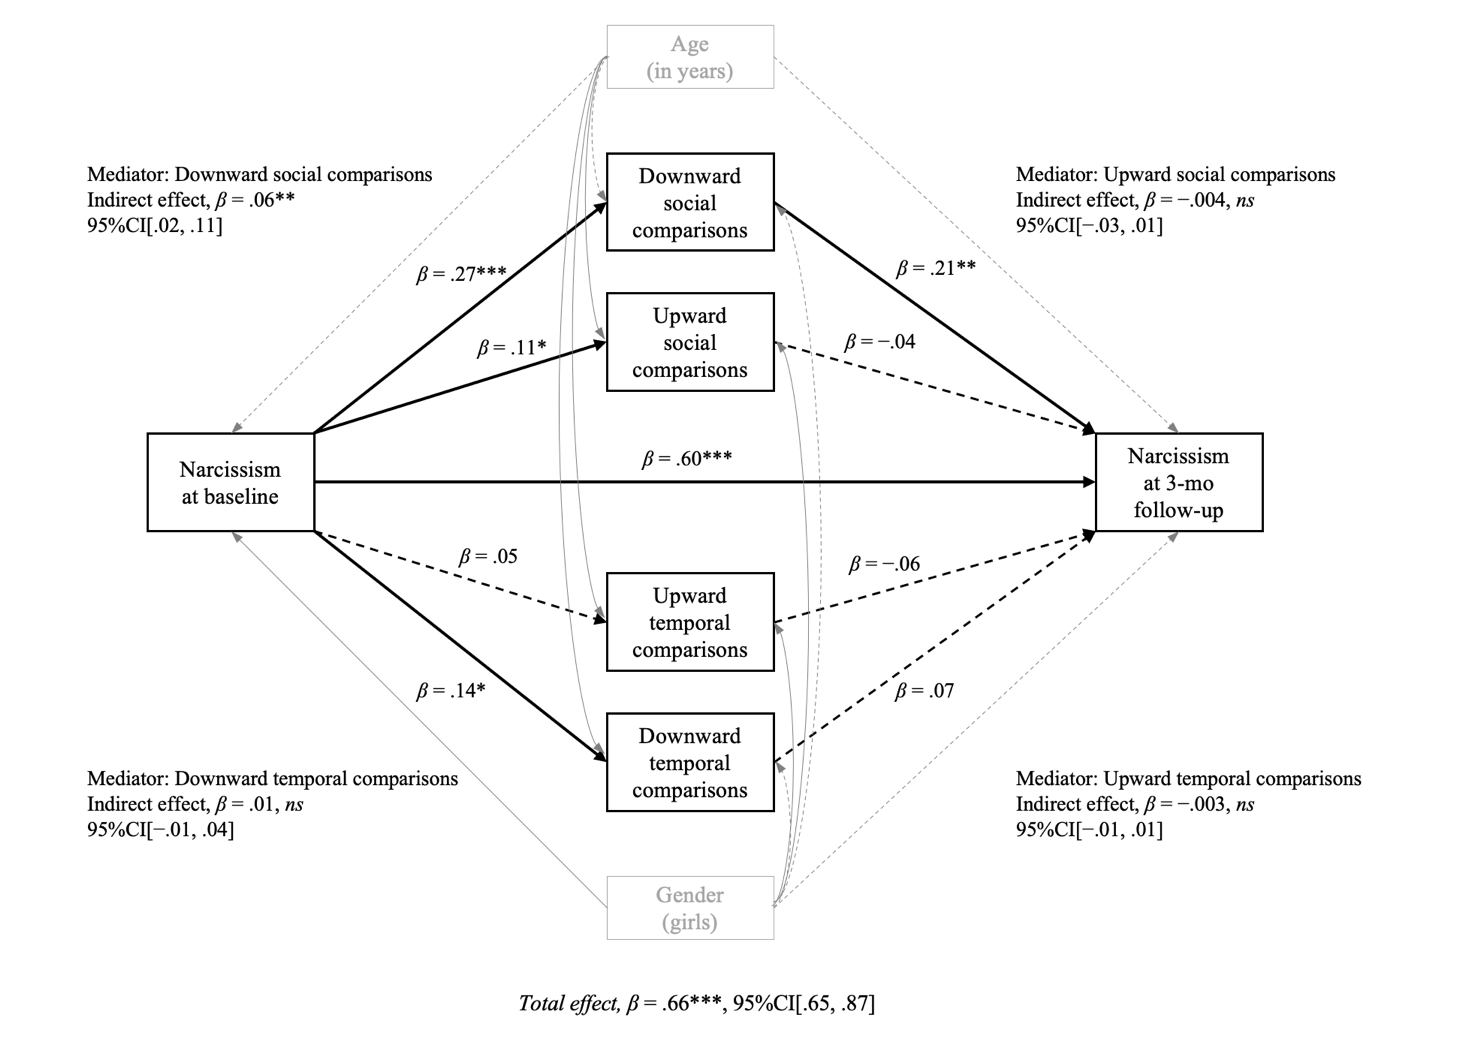 Age
(in years)
Mediator: Downward social comparisons
Indirect effect, β = .06**
95%CI[.02, .11]
Downward
social
comparisons
Mediator: Upward social comparisons
Indirect effect, β = −.004, ns
95%CI[−.03, .01]
β = .27***
β = .21**
Upward
social
comparisons
β = .11*
β = −.04
Narcissism
at baseline
β = .60***
Narcissism
at 3-mo
follow-up
β = .05
β = −.06
Upward
temporal
comparisons
β = .14*
β = .07
Downward
temporal
comparisons
Mediator: Downward temporal comparisons
Indirect effect, β = .01, ns
95%CI[−.01, .04]
Mediator: Upward temporal comparisons
Indirect effect, β = −.003, ns
95%CI[−.01, .01]
Gender
(girls)
Total effect, β = .66***, 95%CI[.65, .87]